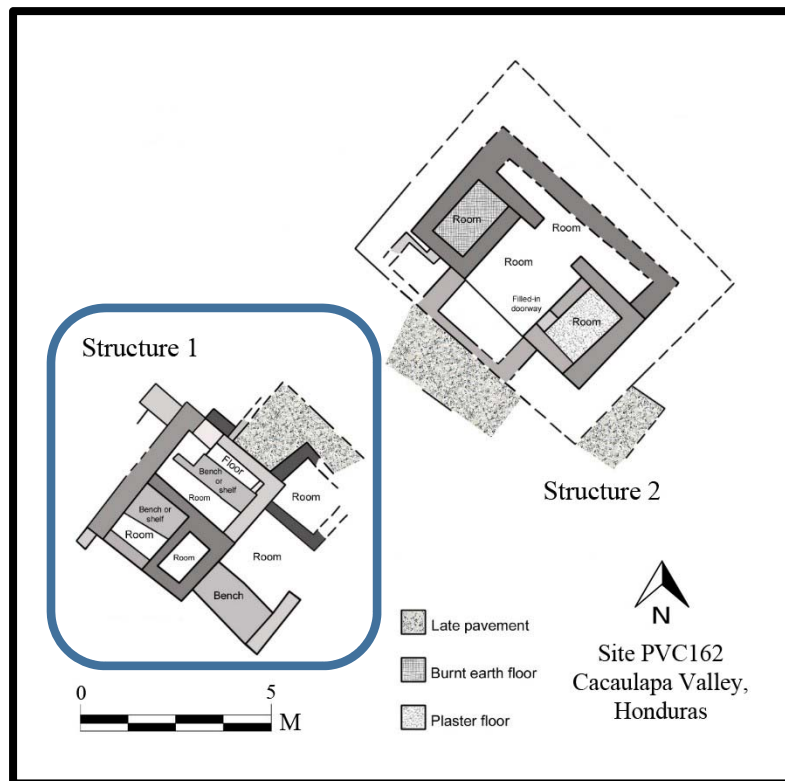 Room
Room
Room
Filled-in
doorway
Room
Structure 1
Floor
Bench
or
shelf
Room
Room
Bench or
shelf
Room
Room
Room
Bench
Structure 2
Late pavement
Burnt earth floor
Plaster floor
N
Site PVC162
Cacaulapa Valley,
Honduras
0 5
M